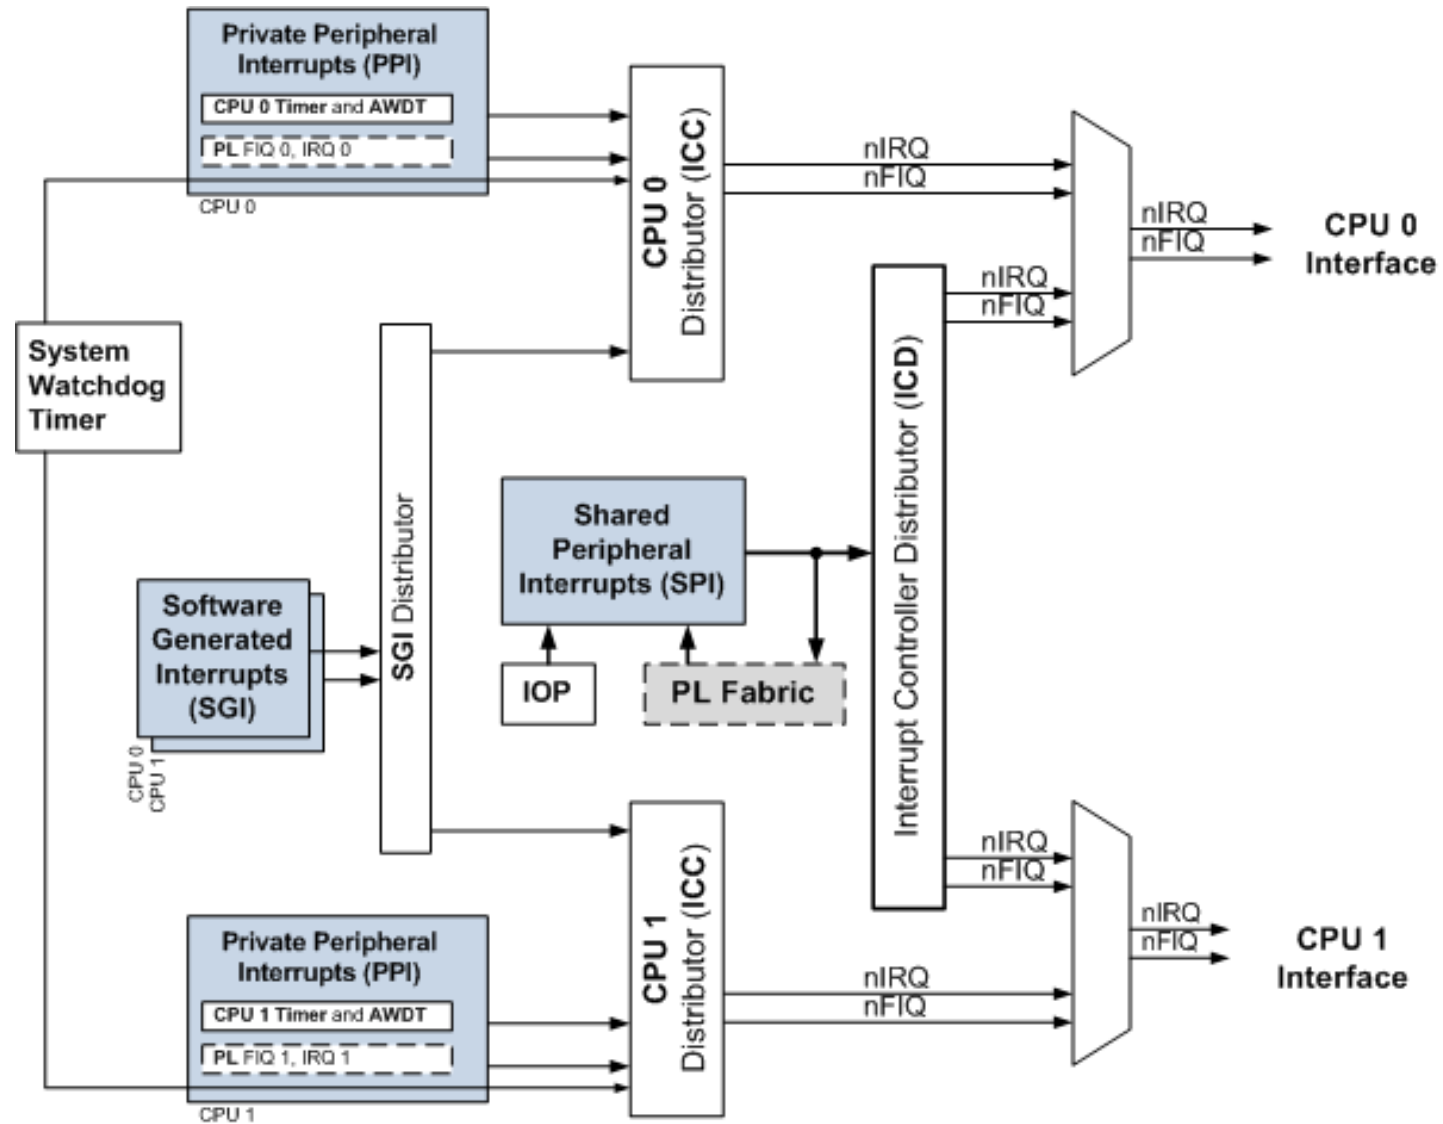 Private Peripheral
Interrupts (PPI)
CPU 0 Timer and AWDT
PL FIQ 0, IRQ 0
CPU 0
CPU 0
Distributor (ICC)
nIRQ
nFIQ
nIRQ
nFIQ
nIRQ
nFIQ
CPU 0
Interface
System
Watchdog
Timer
SGI Distributor
Shared
Peripheral
Interrupts (SPI)
IOP
PL Fabric
Interrupt Controller Distributor (ICD)
Software
Generated
Interrupts
(SGI)
CPU 0
CPU 1
Private Peripheral
Interrupts (PPI)
CPU 1 Timer and AWDT
PL FIQ 1, IRQ 1
CPU 1
CPU 1
Distributor (ICC)
nIRQ
nFIQ
nIRQ
nFIQ
nIRQ
nFIQ
CPU 1
Interface